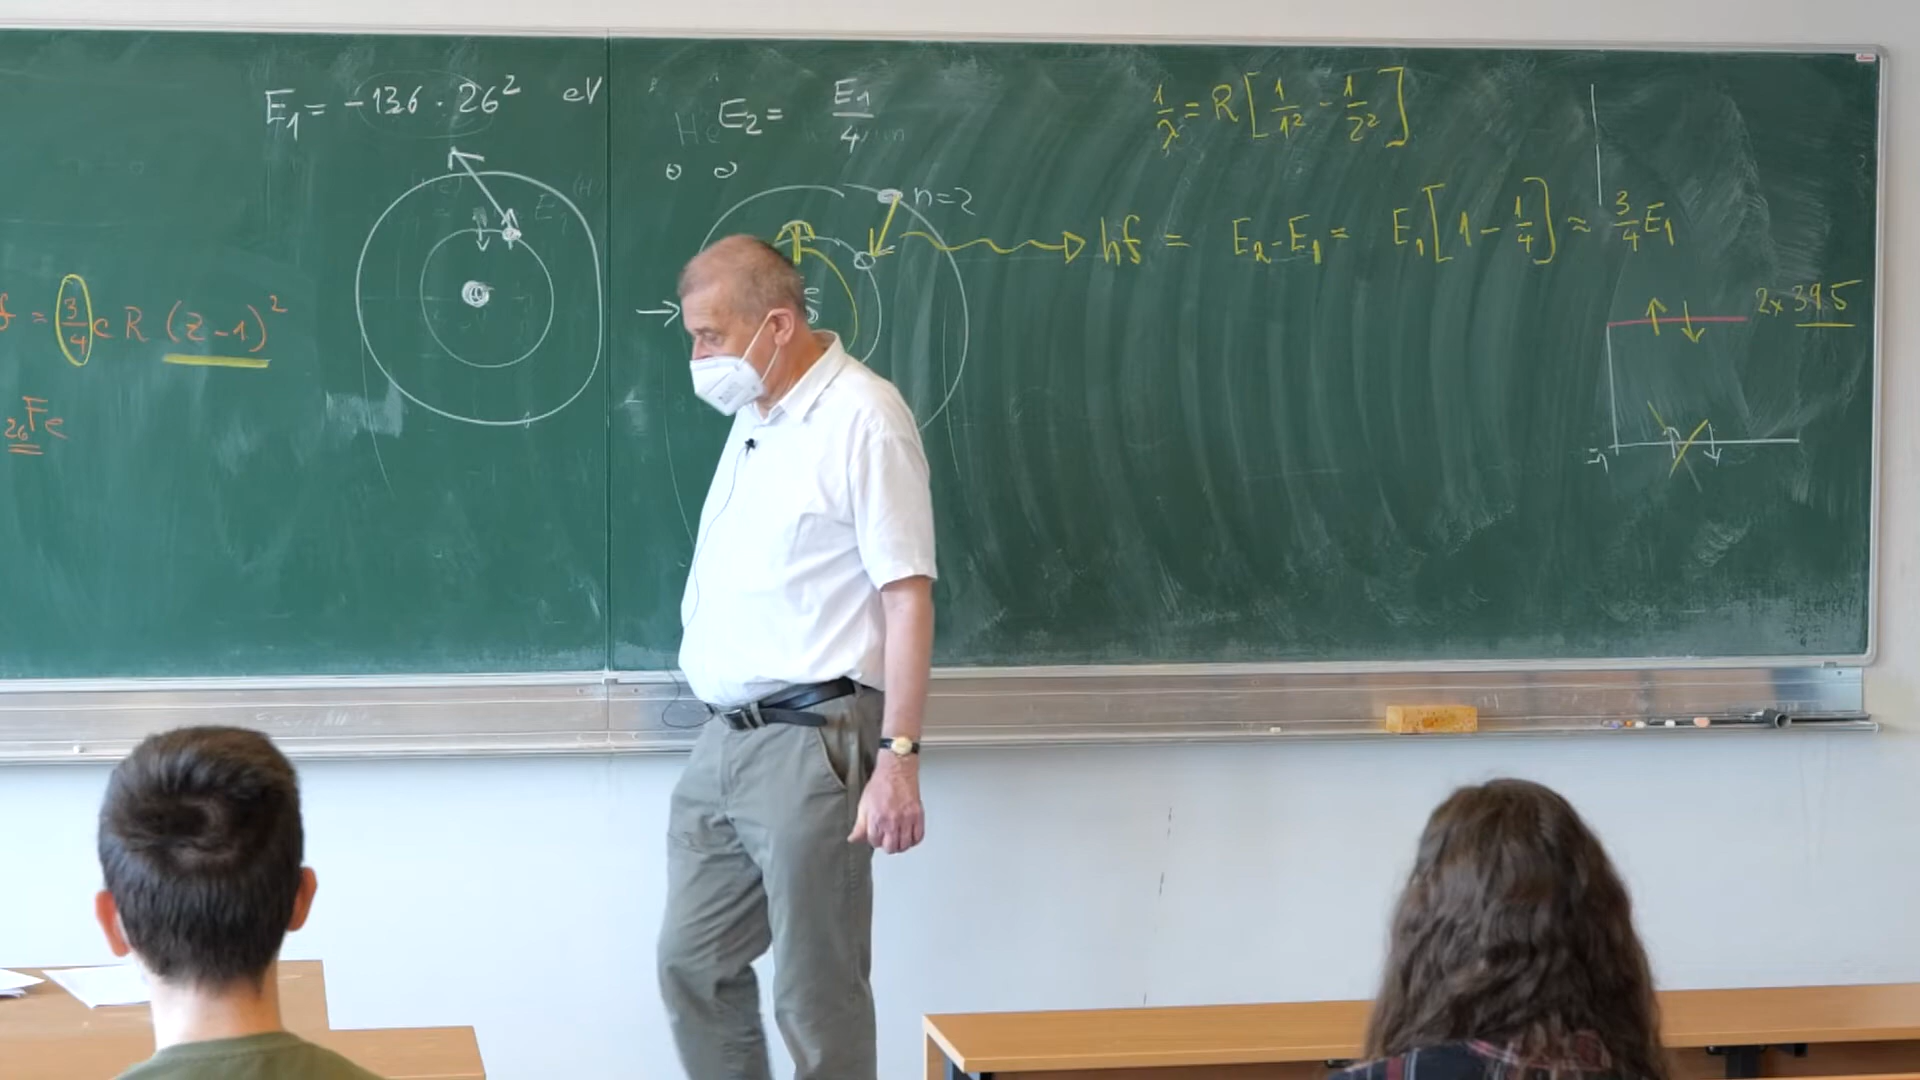 E₁ = -13.6 · 26² eV
E₂ = E₁/4
1/λ = R[1/1² - 1/2²]
n=2
hf = E₂-E₁ = E₁[1 - 1/4] ≈ 3/4 E₁
f = 3/4 c R (Z-1)²
2x 39.5
₂₆Fe